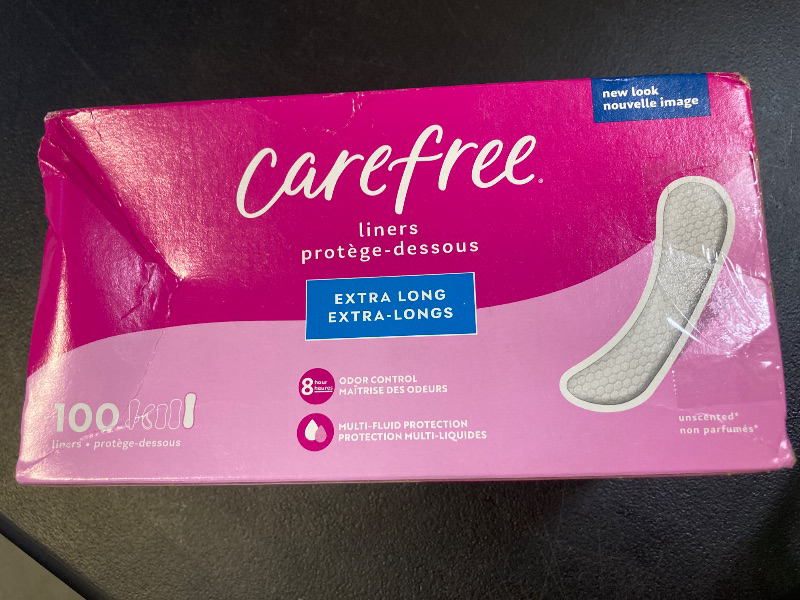 new look
nouvelle image
carefree®
liners
protège-dessous
EXTRA LONG
EXTRA-LONGS
8 hour
heures
ODOR CONTROL
MAÎTRISE DES ODEURS
MULTI-FLUID PROTECTION
PROTECTION MULTI-LIQUIDES
100
liners • protège-dessous
unscented*
non parfumés*